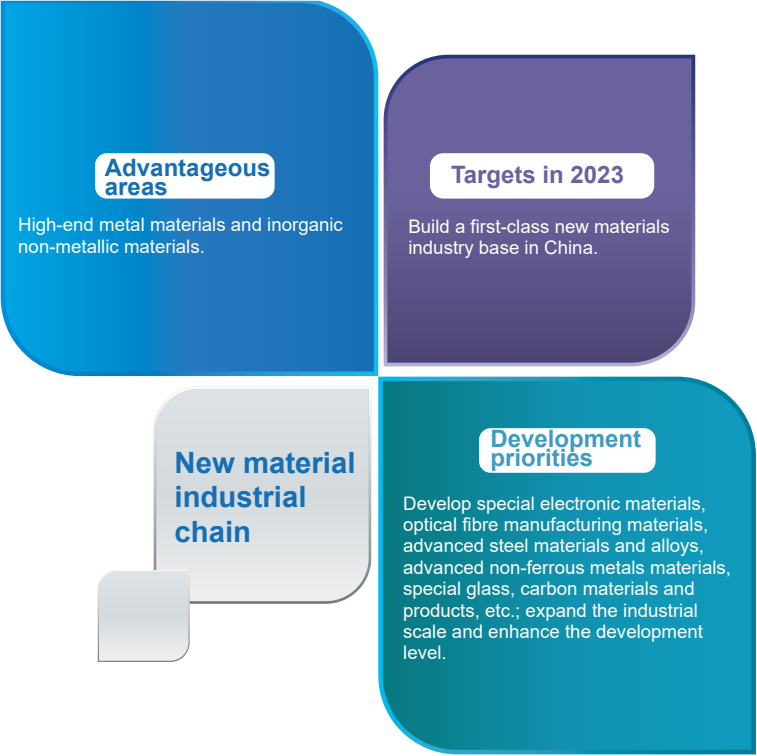 Advantageous
areas
High-end metal materials and inorganic
non-metallic materials.
Targets in 2023
Build a first-class new materials
industry base in China.
New material
industrial
chain
Development
priorities
Develop special electronic materials,
optical fibre manufacturing materials,
advanced steel materials and alloys,
advanced non-ferrous metals materials,
special glass, carbon materials and
products, etc.; expand the industrial
scale and enhance the development
level.